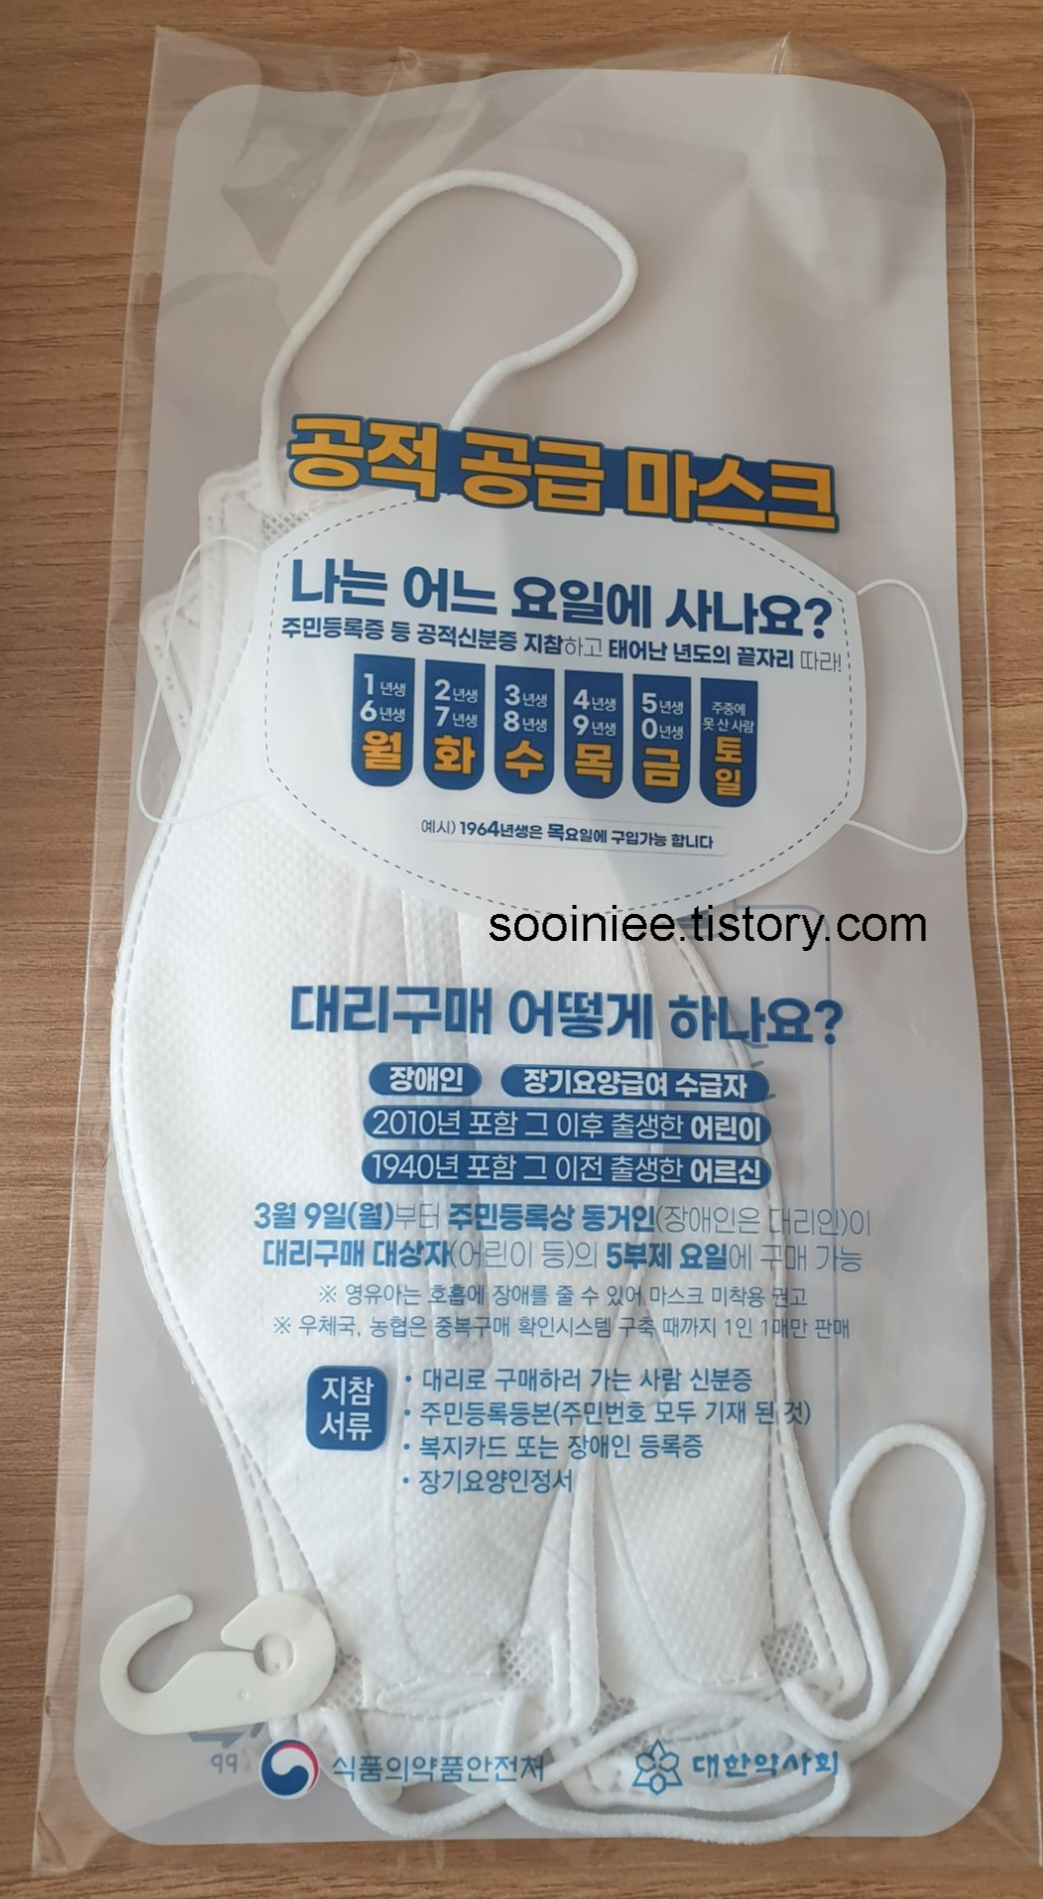 공적 공급 마스크
나는 어느 요일에 사나요?
주민등록증 등 공적신분증 지참하고 태어난 년도의 끝자리 따라!
1년생 2년생 3년생 4년생 5년생 주중에
6년생 7년생 8년생 9년생 0년생 못 산 사람
월 화 수 목 금 토
일
예시) 1964년생은 목요일에 구입가능 합니다
sooiniee.tistory.com
대리구매 어떻게 하나요?
장애인 장기요양급여 수급자
2010년 포함 그 이후 출생한 어린이
1940년 포함 그 이전 출생한 어르신
3월 9일(월)부터 주민등록상 동거인(장애인은 대리인)이
대리구매 대상자(어린이 등)의 5부제 요일에 구매 가능
※ 영유아는 호흡에 장애를 줄 수 있어 마스크 미착용 권고
※ 우체국, 농협은 중복구매 확인시스템 구축 때까지 1인 1매만 판매
지참
서류
• 대리로 구매하러 가는 사람 신분증
• 주민등록등본(주민번호 모두 기재 된 것)
• 복지카드 또는 장애인 등록증
• 장기요양인정서
식품의약품안전처 대한약사회